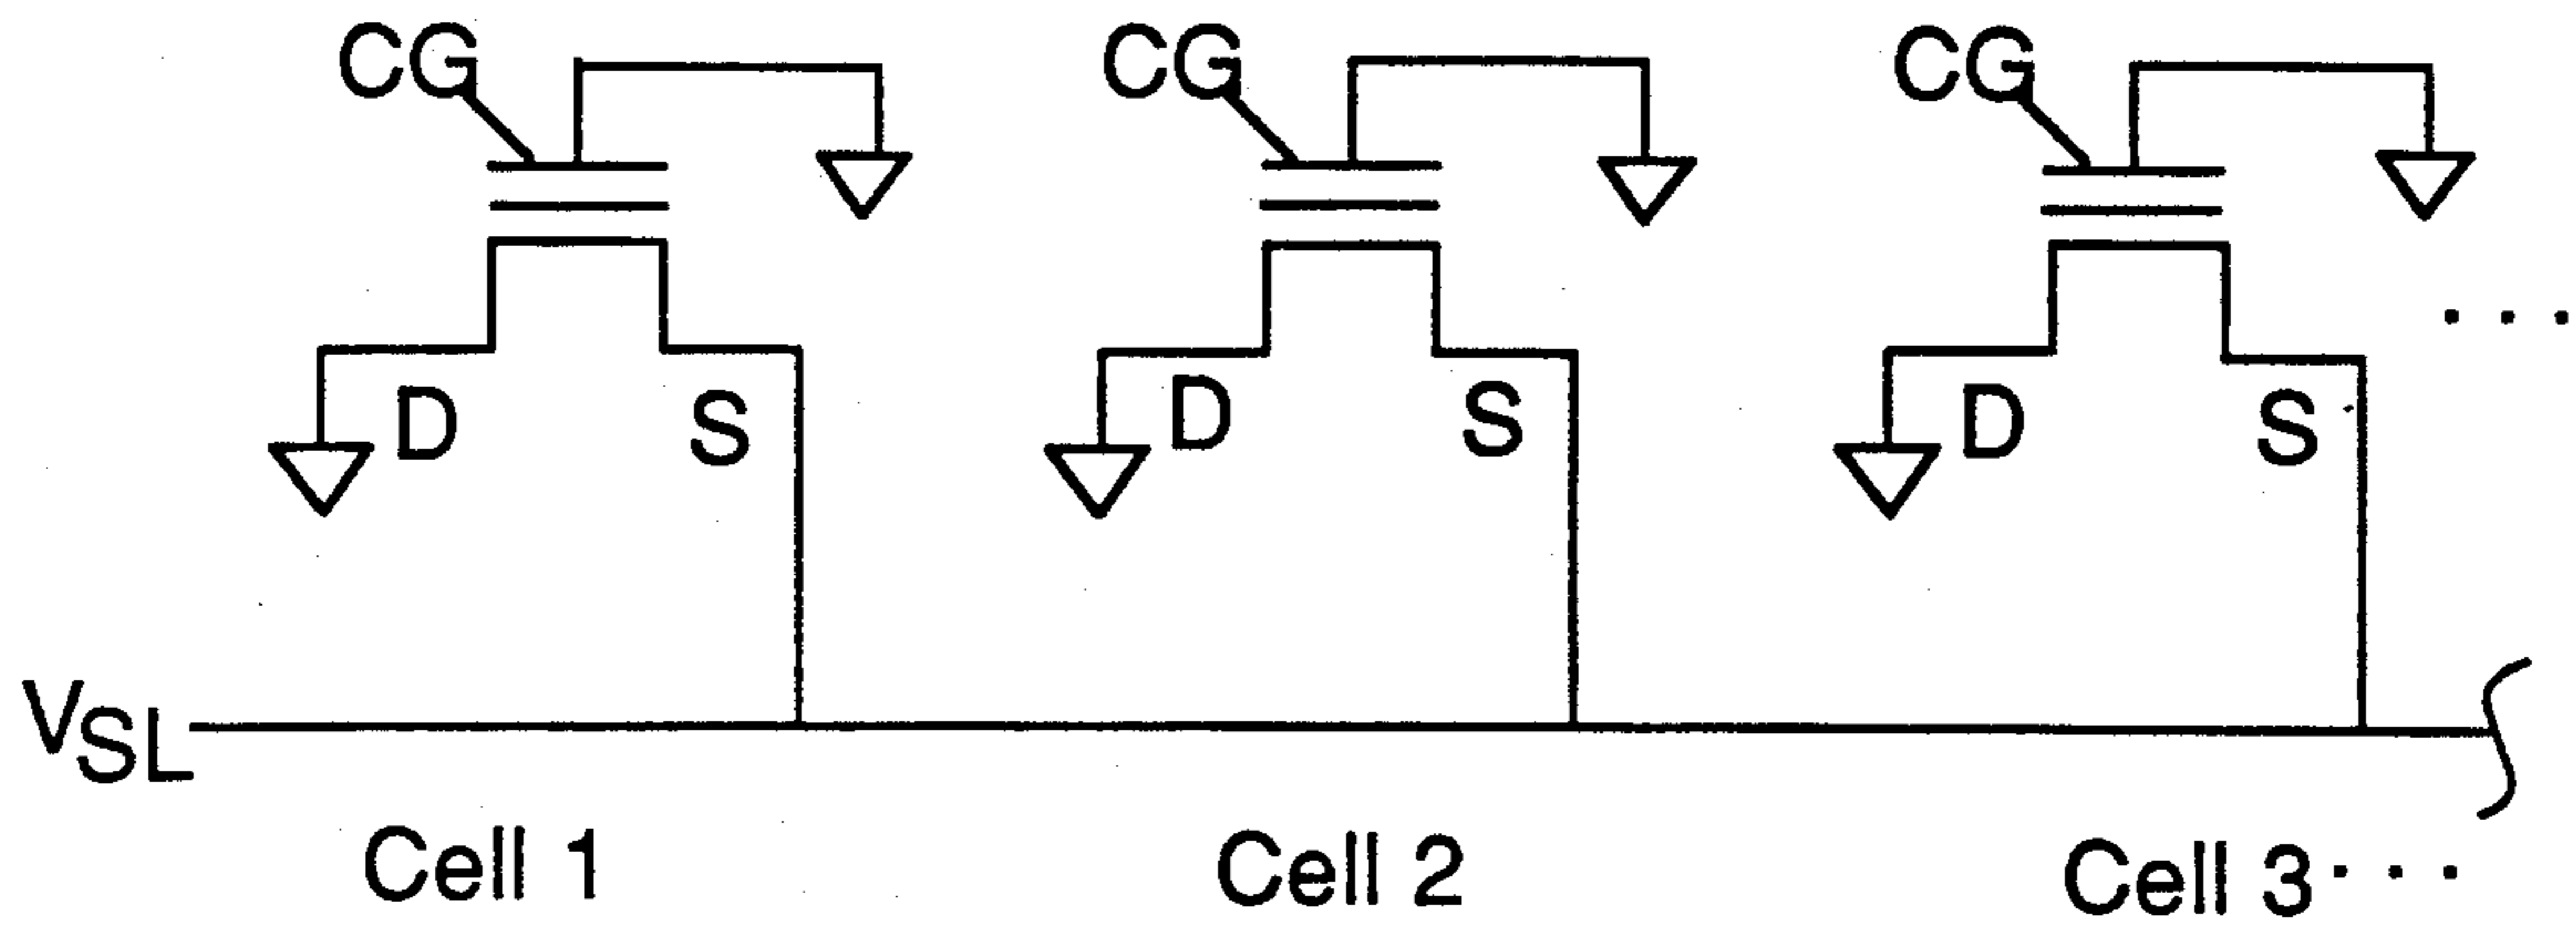 CG CG CG
D S D S D S
. . .
VSL
Cell 1 Cell 2 Cell 3 . . .